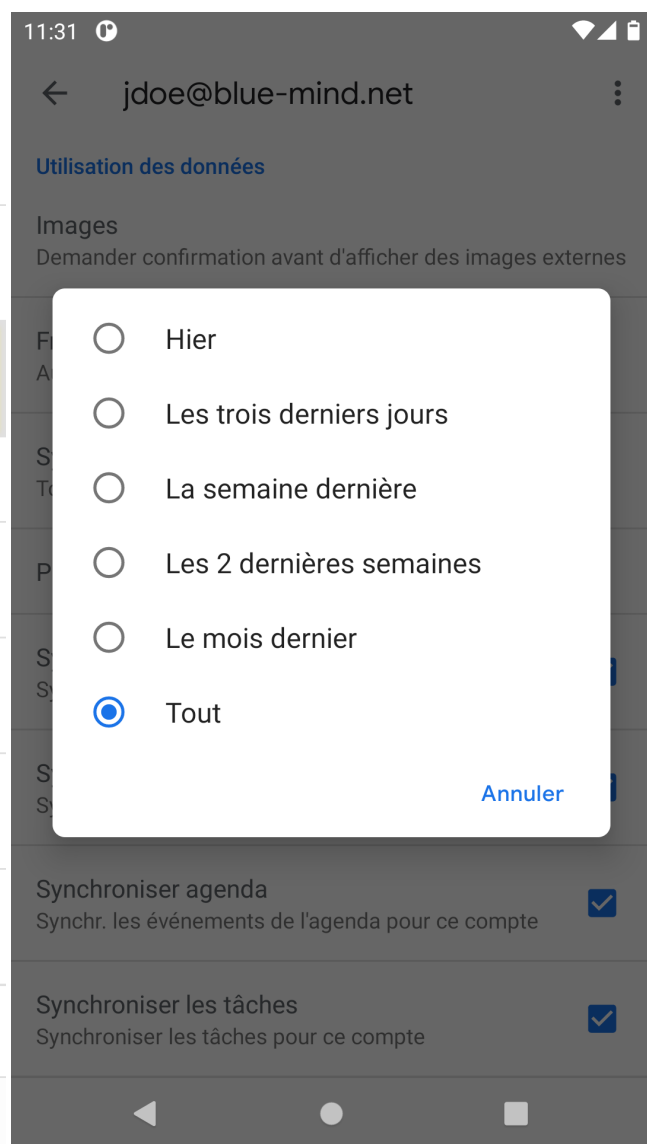 11:31
jdoe@blue-mind.net
Utilisation des données
Images
Demander confirmation avant d'afficher des images externes
Hier
Les trois derniers jours
La semaine dernière
Les 2 dernières semaines
Le mois dernier
Tout
Annuler
Synchroniser agenda
Synchr. les événements de l'agenda pour ce compte
Synchroniser les tâches
Synchroniser les tâches pour ce compte